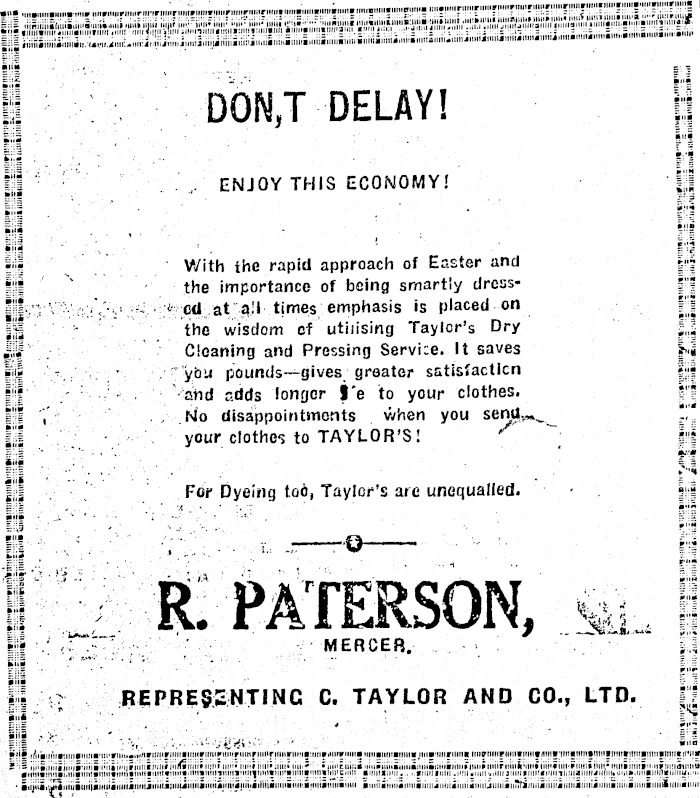 DON,T DELAY!
ENJOY THIS ECONOMY!
With the rapid approach of Easter and
the importance of being smartly dress-
ed at all times emphasis is placed on
the wisdom of utilising Taylor's Dry
Cleaning and Pressing Service. It saves
you pounds—gives greater satisfaction
and adds longer to your clothes.
No disappointments when you send
your clothes to TAYLOR'S!
For Dyeing too, Taylor's are unequalled.
R. PATERSON,
MERCER.
REPRESENTING C. TAYLOR AND CO., LTD.